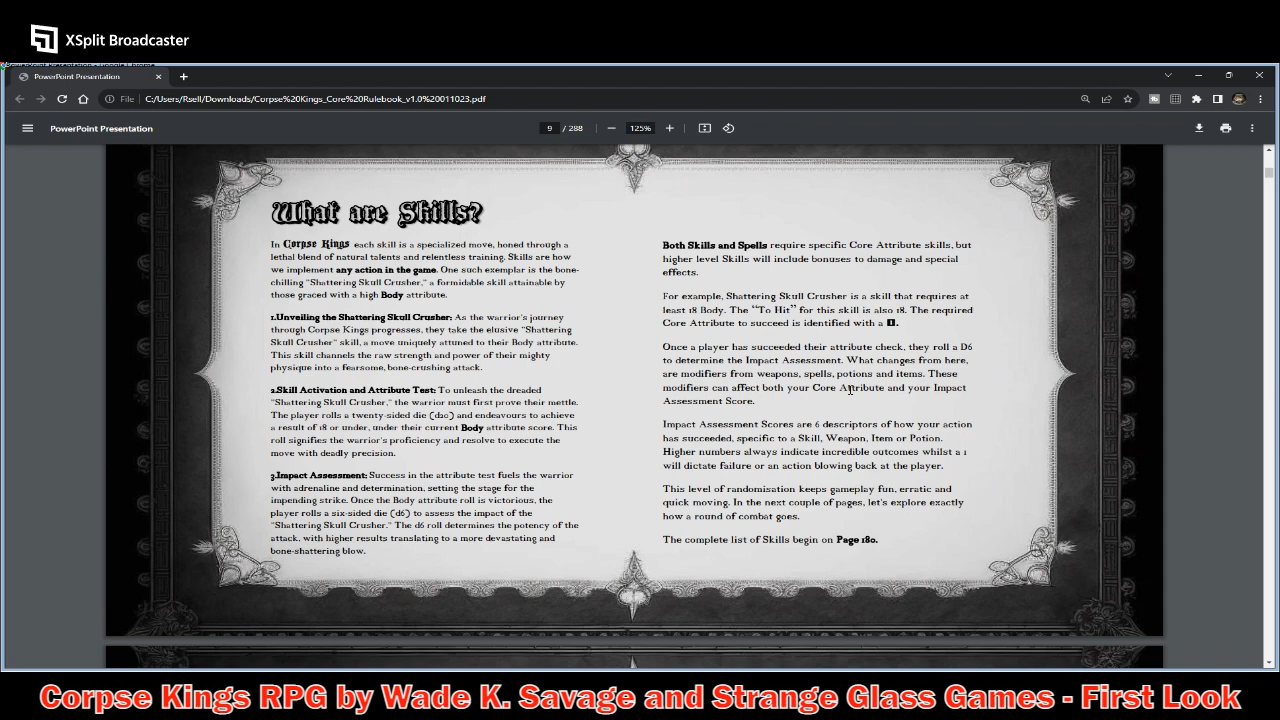 XSplit Broadcaster
PowerPoint Presentation - Google Chrome
PowerPoint Presentation
File
C:/Users/Rsell/Downloads/Corpse%20Kings_Core%20Rulebook_v1.0%20011023.pdf
PowerPoint Presentation
9 / 288
125%
What are Skills?
In Corpse Kings each skill is a specialized move, honed through a
lethal blend of natural talents and relentless training. Skills are how
we implement any action in the game. One such exemplar is the bone-
chilling "Shattering Skull Crusher," a formidable skill attainable by
those graced with a high Body attribute.
1.Unveiling the Shattering Skull Crusher: As the warrior's journey
through Corpse Kings progresses, they take the elusive "Shattering
Skull Crusher" skill, a move uniquely attuned to their Body attribute.
This skill channels the raw strength and power of their mighty
physique into a fearsome, bone-crushing attack.
2.Skill Activation and Attribute Test: To unleash the dreaded
"Shattering Skull Crusher," the warrior must first prove their mettle.
The player rolls a twenty-sided die (d20) and endeavours to achieve
a result of 18 or under, under their current Body attribute score. This
roll signifies the warrior's proficiency and resolve to execute the
move with deadly precision.
3.Impact Assessment: Success in the attribute test fuels the warrior
with adrenaline and determination, setting the stage for the
impending strike. Once the Body attribute roll is victorious, the
player rolls a six-sided die (d6) to assess the impact of the
"Shattering Skull Crusher." The d6 roll determines the potency of the
attack, with higher results translating to a more devastating and
bone-shattering blow.
Both Skills and Spells require specific Core Attribute skills, but
higher level Skills will include bonuses to damage and special
effects.
For example, Shattering Skull Crusher is a skill that requires at
least 18 Body. The "To Hit" for this skill is also 18. The required
Core Attribute to succeed is identified with a
Once a player has succeeded their attribute check, they roll a D6
to determine the Impact Assessment. What changes from here,
are modifiers from weapons, spells, potions and items. These
modifiers can affect both your Core Attribute and your Impact
Assessment Score.
Impact Assessment Scores are 6 descriptors of how your action
has succeeded, specific to a Skill, Weapon, Item or Potion.
Higher numbers always indicate incredible outcomes whilst a 1
will dictate failure or an action blowing back at the player.
This level of randomisation keeps gameplay fun, erratic and
quick moving. In the next couple of pages, let's explore exactly
how a round of combat goes.
The complete list of Skills begin on Page 180.
Corpse Kings RPG by Wade K. Savage and Strange Glass Games - First Look